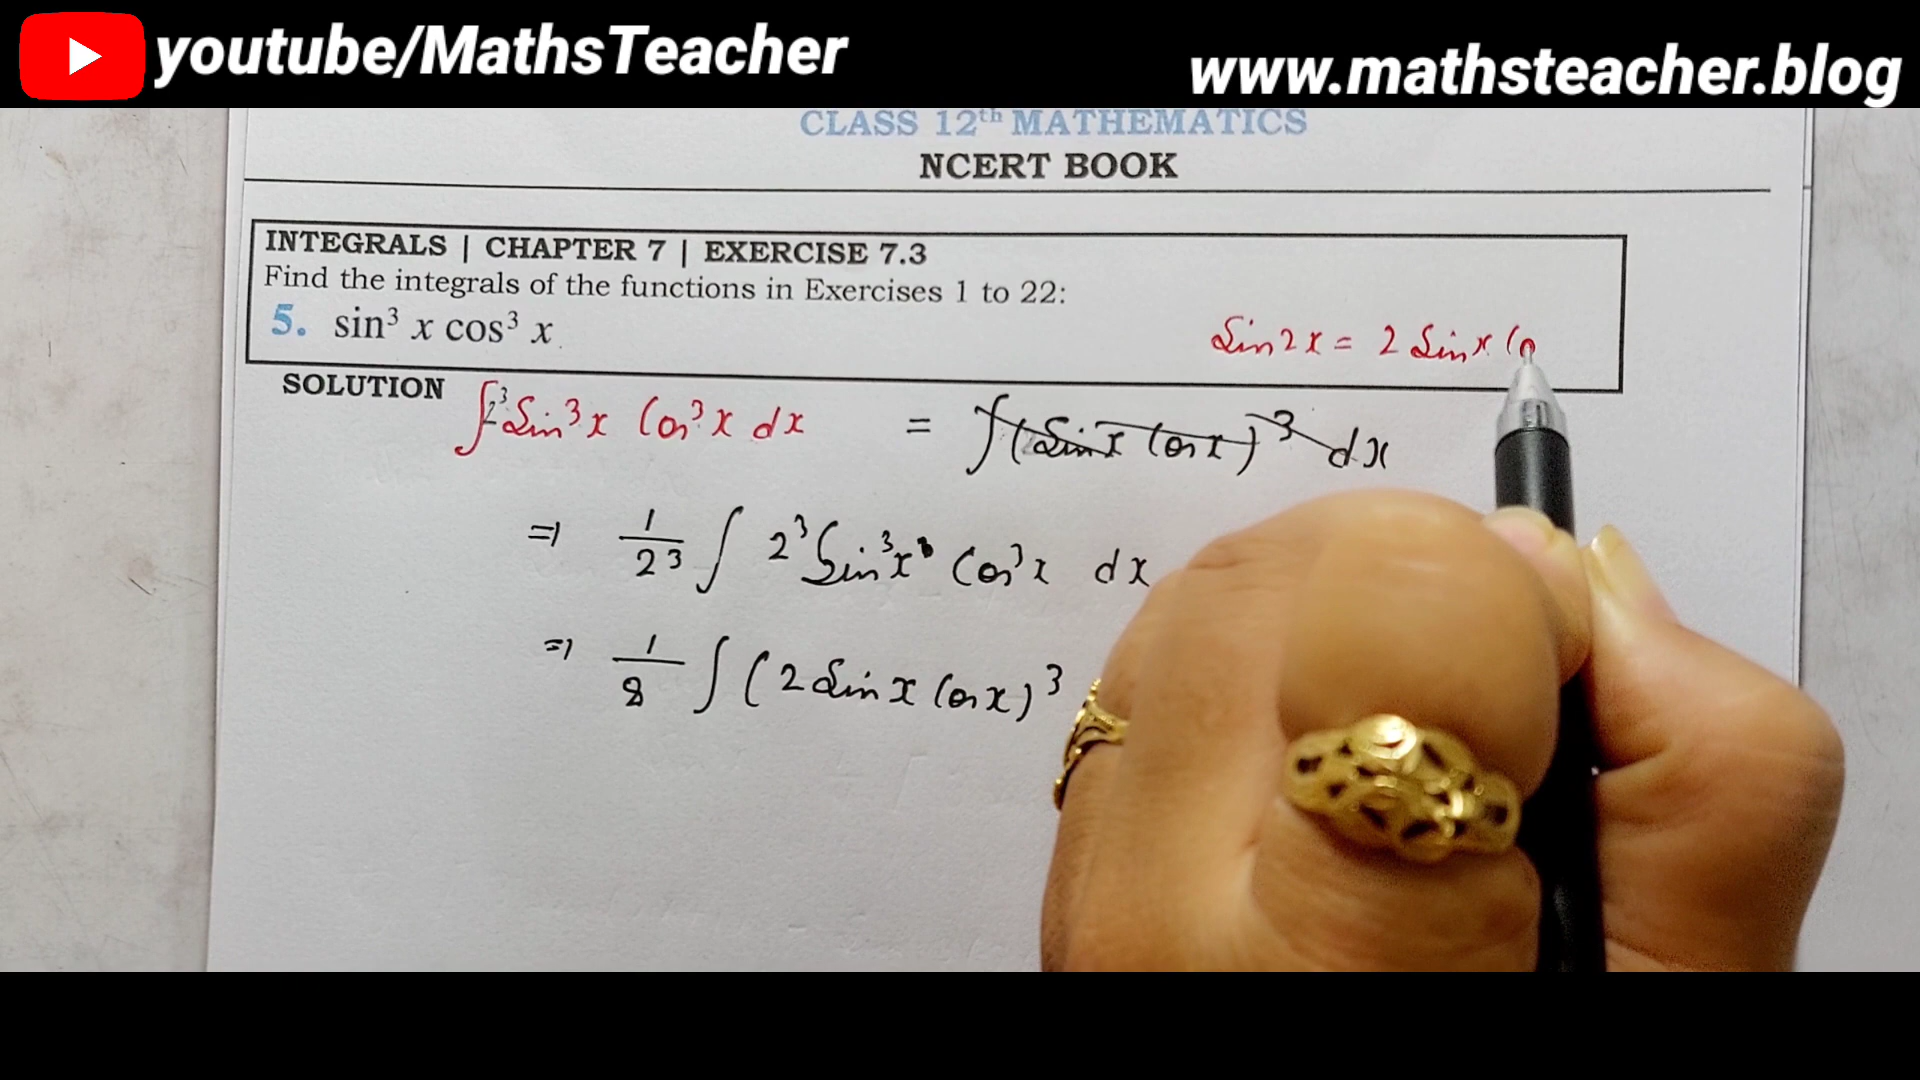 youtube/MathsTeacher
www.mathsteacher.blog
CLASS 12th MATHEMATICS
NCERT BOOK
INTEGRALS | CHAPTER 7 | EXERCISE 7.3
Find the integrals of the functions in Exercises 1 to 22:
5. sin³ x cos³ x
Sin2x = 2 Sinx Co
SOLUTION ∫ 2³ Sin³x Cos³x dx = ∫(Sinx Cosx)³ dx
⇒ 1/2³ ∫ 2³ Sin³x Cos³x dx
⇒ 1/8 ∫ (2 Sin x Cosx)³